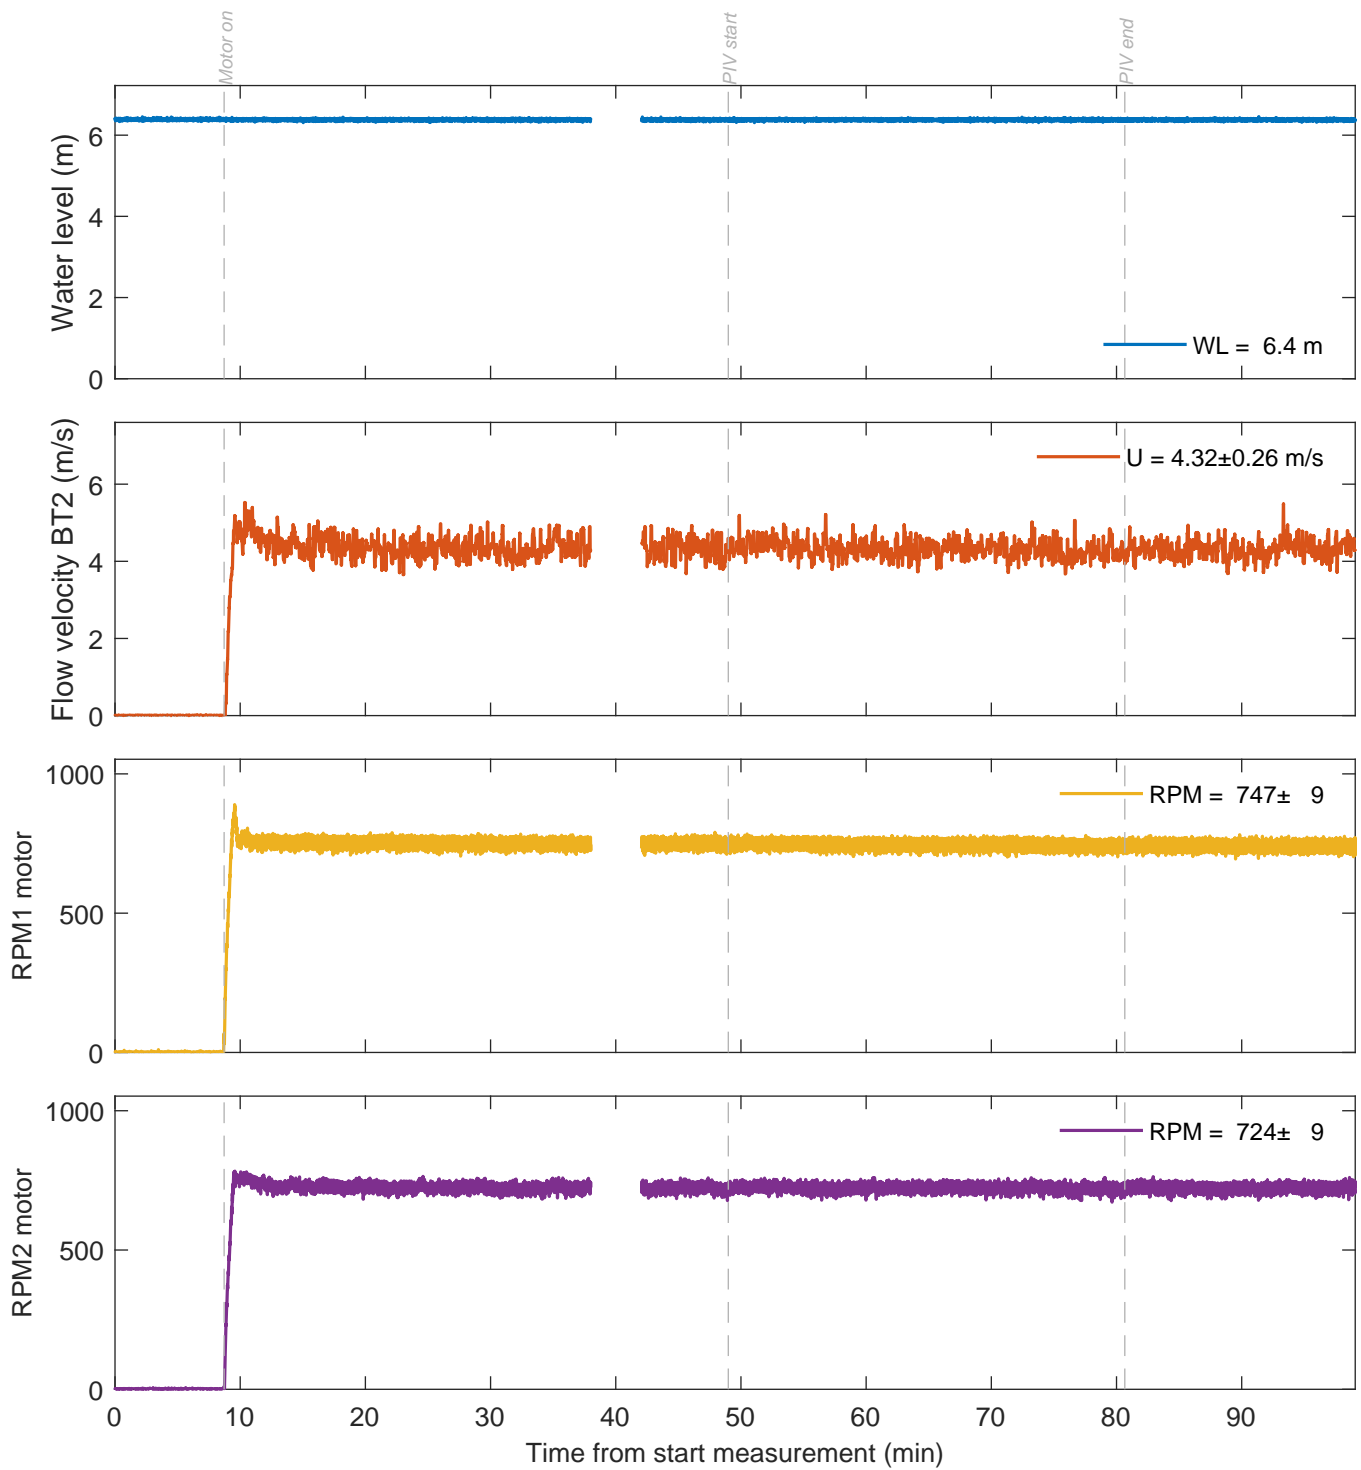 Motor on
PIV start
PIV end
Water level (m)
6
4
2
0
WL =  6.4 m
Flow velocity BT2 (m/s)
6
4
2
0
U = 4.32±0.26 m/s
RPM1 motor
1000
500
0
RPM =  747±  9
RPM2 motor
1000
500
0
RPM =  724±  9
0 10 20 30 40 50 60 70 80 90
Time from start measurement (min)